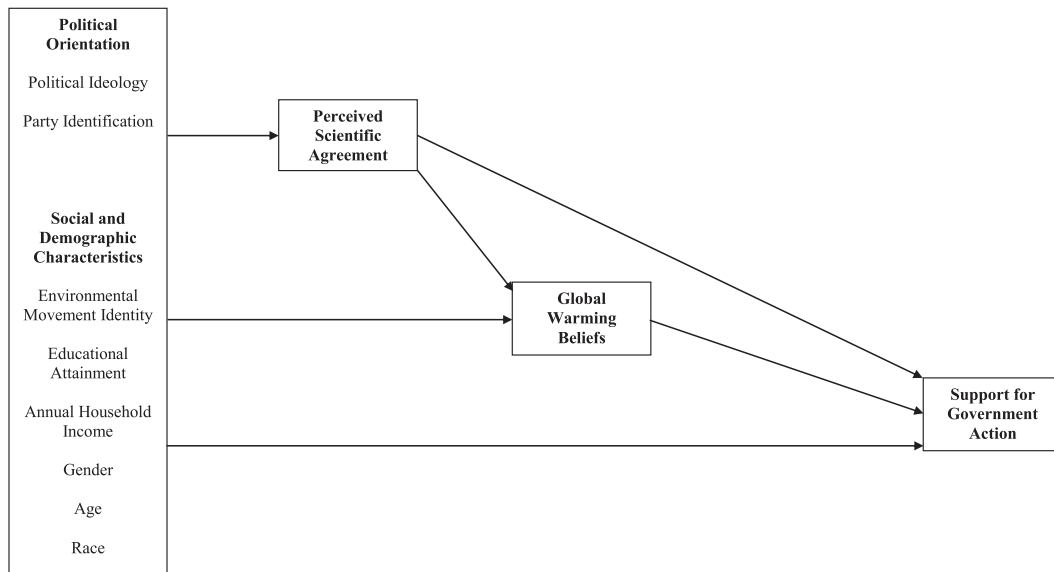 Political
Orientation
Political Ideology
Party Identification
Social and
Demographic
Characteristics
Environmental
Movement Identity
Educational
Attainment
Annual Household
Income
Gender
Age
Race
Perceived
Scientific
Agreement
Global
Warming
Beliefs
Support for
Government
Action